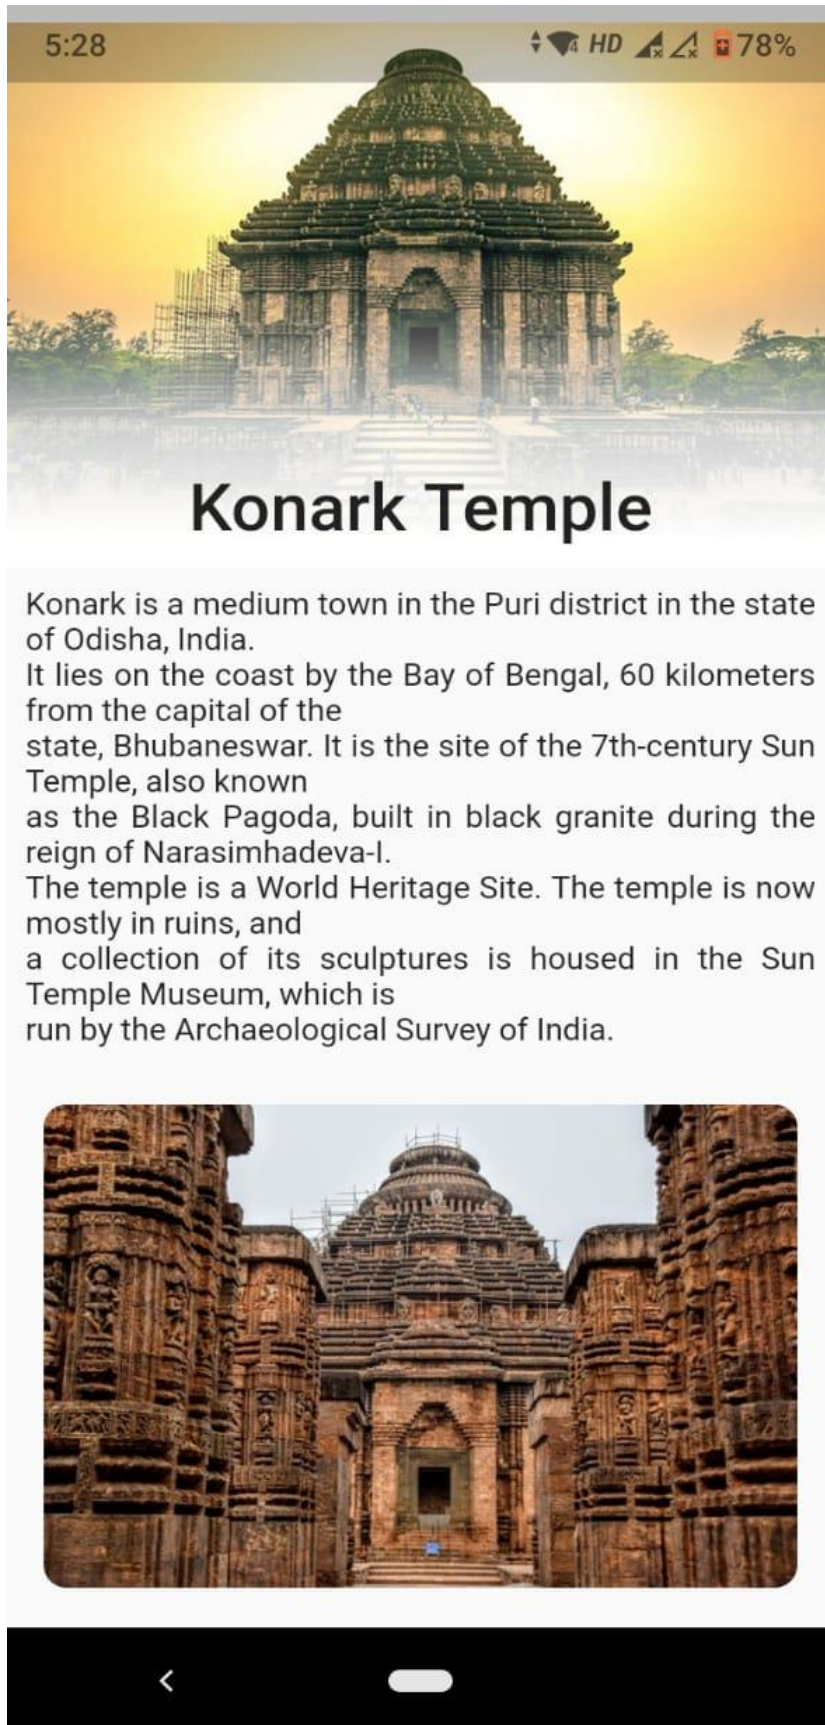 5:28
4 HD 78%
Konark Temple
Konark is a medium town in the Puri district in the state
of Odisha, India.
It lies on the coast by the Bay of Bengal, 60 kilometers
from the capital of the
state, Bhubaneswar. It is the site of the 7th-century Sun
Temple, also known
as the Black Pagoda, built in black granite during the
reign of Narasimhadeva-I.
The temple is a World Heritage Site. The temple is now
mostly in ruins, and
a collection of its sculptures is housed in the Sun
Temple Museum, which is
run by the Archaeological Survey of India.